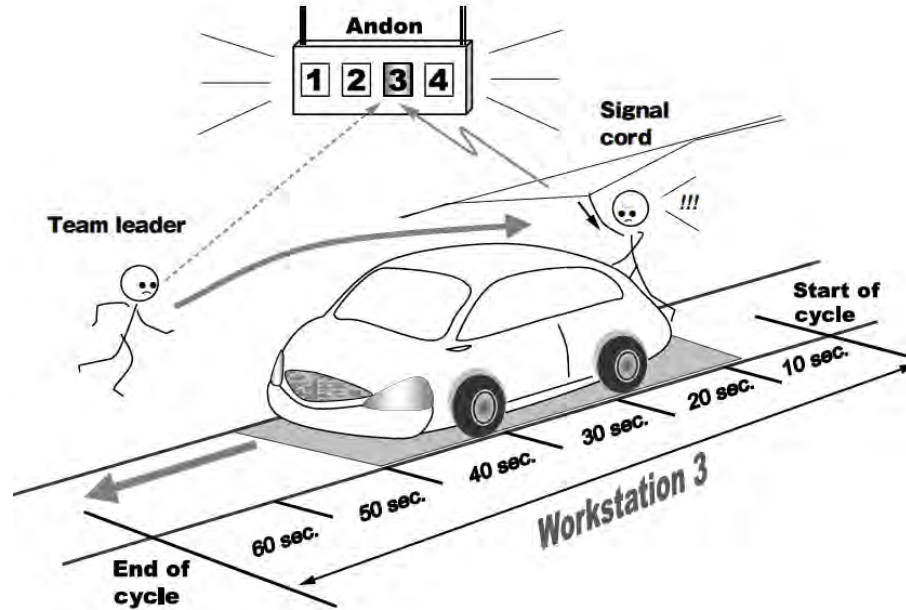 Andon
1 2 3 4
Signal
cord
!!!
Team leader
Start of
cycle
10 sec.
20 sec.
30 sec.
40 sec.
50 sec.
60 sec.
Workstation 3
End of
cycle